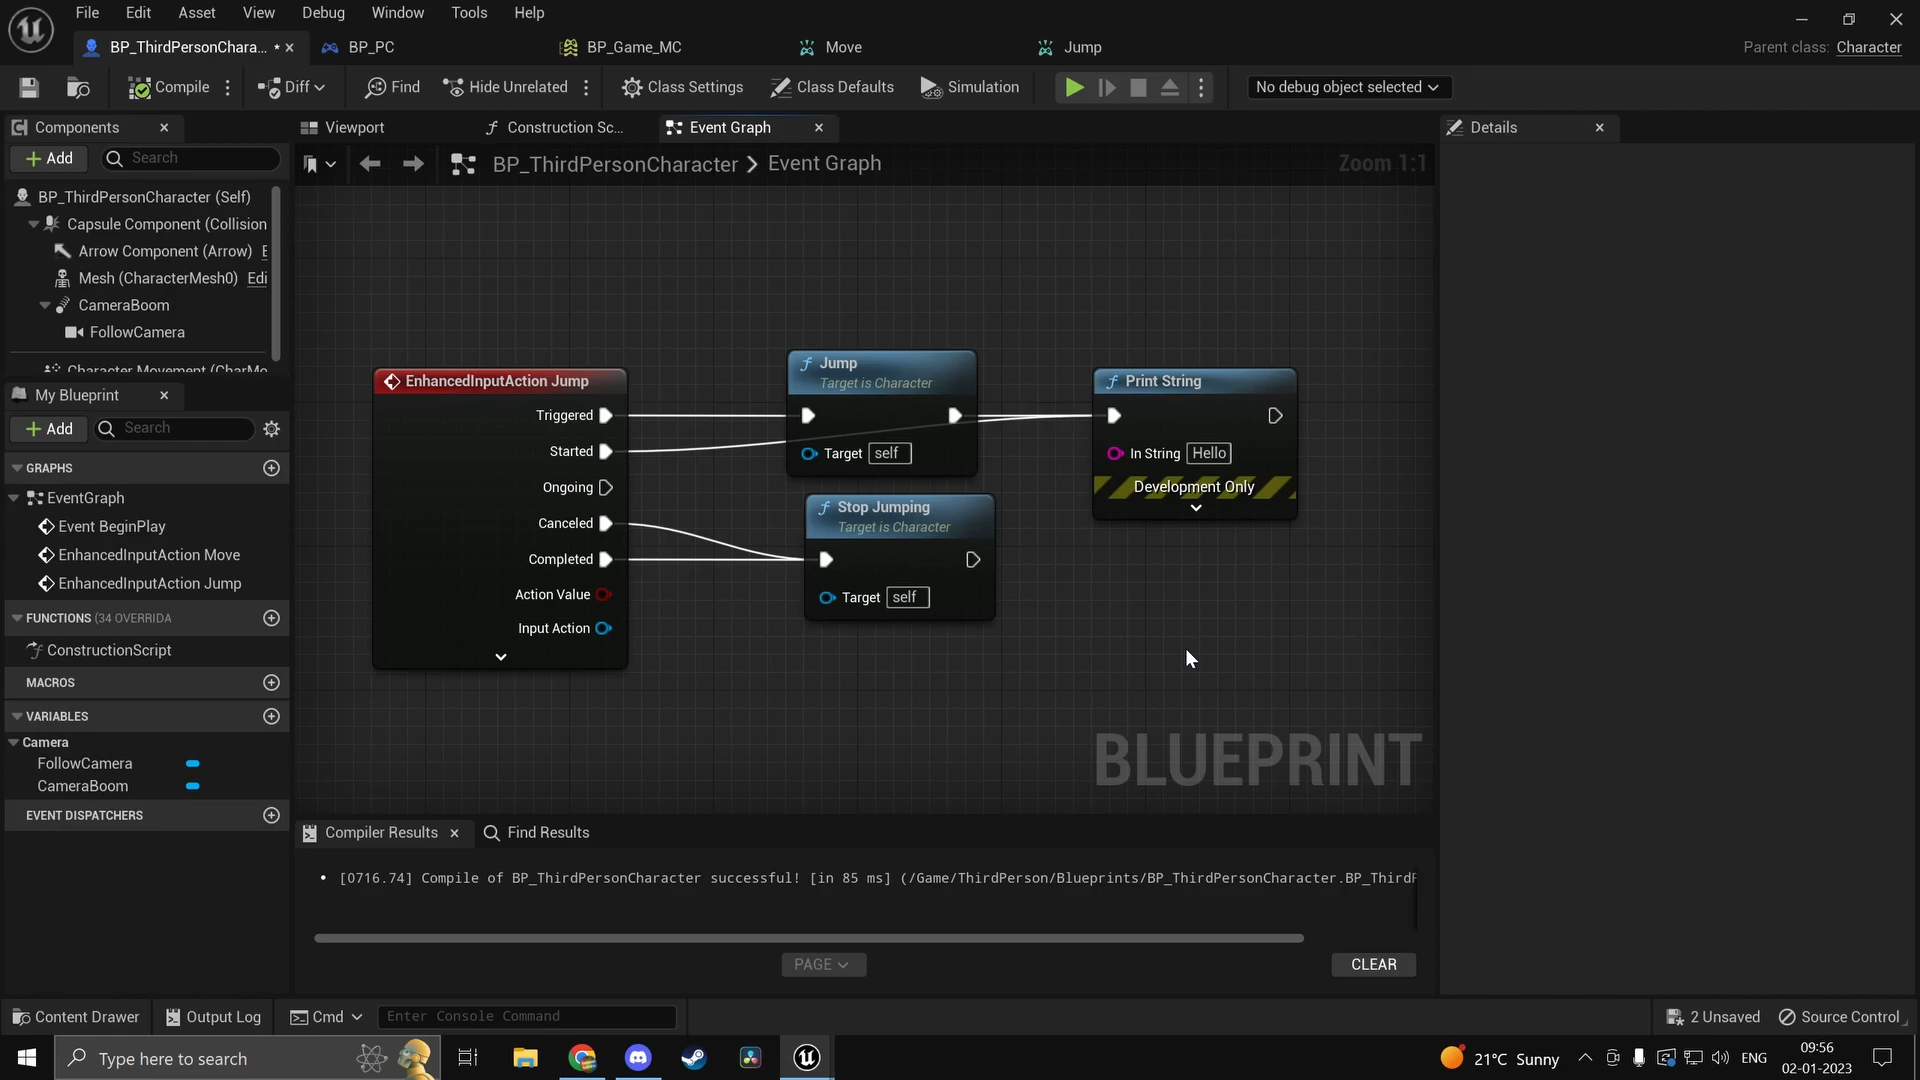 File Edit Asset View Debug Window Tools Help
BP_ThirdPersonChara... * BP_PC BP_Game_MC Move Jump
Parent class: Character
Compile Diff Find Hide Unrelated Class Settings Class Defaults Simulation No debug object selected
Components
Add Search
BP_ThirdPersonCharacter (Self)
Capsule Component (Collision
Arrow Component (Arrow) E
Mesh (CharacterMesh0) Edi
CameraBoom
FollowCamera
Character Movement (CharMo
My Blueprint
Add Search
GRAPHS
EventGraph
Event BeginPlay
EnhancedInputAction Move
EnhancedInputAction Jump
FUNCTIONS (34 OVERRIDA
ConstructionScript
MACROS
VARIABLES
Camera
FollowCamera
CameraBoom
EVENT DISPATCHERS
Viewport Construction Sc... Event Graph
BP_ThirdPersonCharacter > Event Graph Zoom 1:1
EnhancedInputAction Jump
Triggered
Started
Ongoing
Canceled
Completed
Action Value
Input Action
Jump
Target is Character
Target self
Stop Jumping
Target is Character
Target self
Print String
In String Hello
Development Only
BLUEPRINT
Details
Compiler Results Find Results
[0716.74] Compile of BP_ThirdPersonCharacter successful! [in 85 ms] (/Game/ThirdPerson/Blueprints/BP_ThirdPersonCharacter.BP_ThirdP
PAGE CLEAR
Content Drawer Output Log Cmd Enter Console Command 2 Unsaved Source Control
Type here to search
21°C Sunny ENG 09:56
02-01-2023